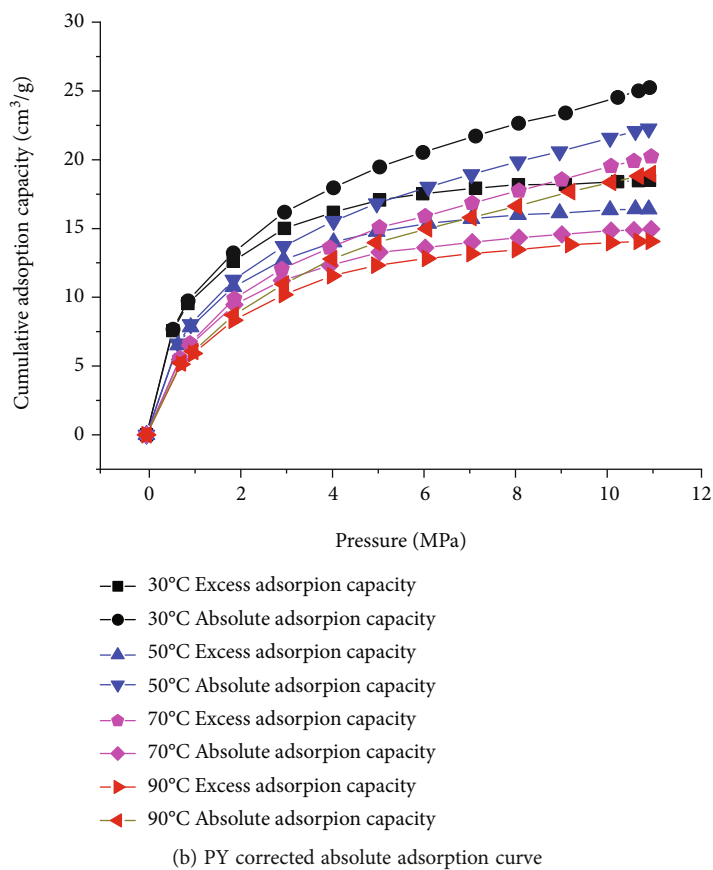 30
25
20
15
10
5
0
Cumulative adsoption capacity (cm³/g)
0 2 4 6 8 10 12
Pressure (MPa)
30°C Excess adsorpion capacity
30°C Absolute adsorpion capacity
50°C Excess adsorpion capacity
50°C Absolute adsorpion capacity
70°C Excess adsorpion capacity
70°C Absolute adsorpion capacity
90°C Excess adsorpion capacity
90°C Absolute adsorpion capacity
(b) PY corrected absolute adsorption curve